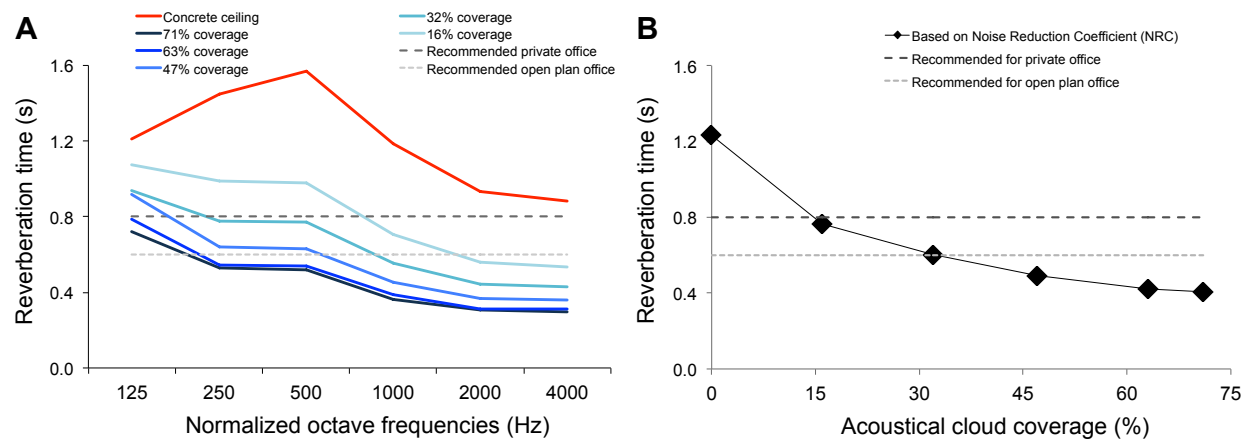 A
Concrete ceiling
71% coverage
63% coverage
47% coverage
32% coverage
16% coverage
Recommended private office
Recommended open plan office
Reverberation time (s)
1.6
1.2
0.8
0.4
0.0
125 250 500 1000 2000 4000
Normalized octave frequencies (Hz)
B
Based on Noise Reduction Coefficient (NRC)
Recommended for private office
Recommended for open plan office
Reverberation time (s)
1.6
1.2
0.8
0.4
0.0
0 15 30 45 60 75
Acoustical cloud coverage (%)